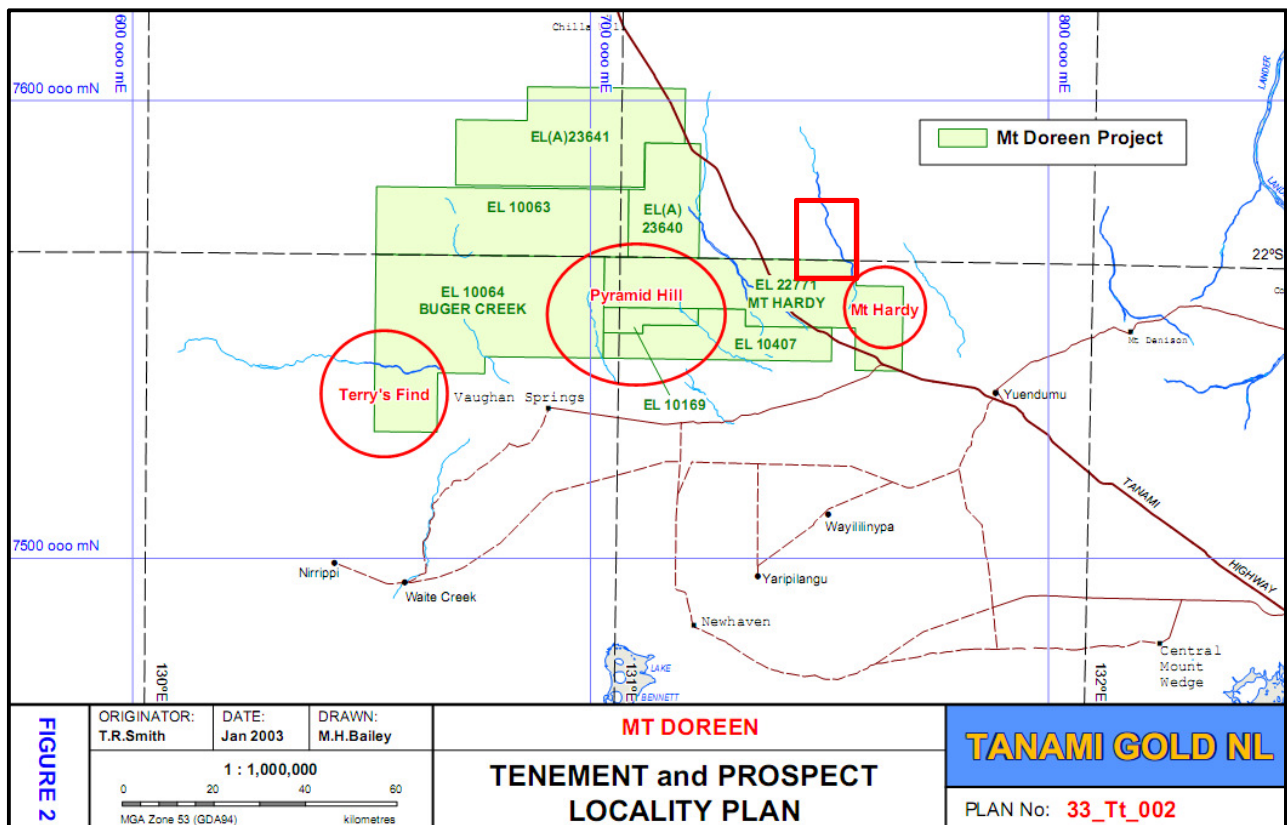 600 000 mE
700 000 mE
800 000 mE
7600 000 mN
7500 000 mN
Mt Doreen Project
EL(A)23641
EL 10063
EL(A)
23640
22°S
EL 10064
BUGER CREEK
Pyramid Hill
EL 22771
MT HARDY
Mt Hardy
EL 10407
EL 10169
Terry's Find
Vaughan Springs
Mt Denison
Yuendumu
LANDER
TANAMI
HIGHWAY
Wayililinypa
Yaripilangu
Nirrippi
Waite Creek
Newhaven
Central
Mount
Wedge
LAKE
BENNETT
130°E
131°E
132°E
FIGURE 2
ORIGINATOR:
T.R.Smith
DATE:
Jan 2003
DRAWN:
M.H.Bailey
1 : 1,000,000
0 20 40 60
MGA Zone 53 (GDA94) kilometres
MT DOREEN
TENEMENT and PROSPECT
LOCALITY PLAN
TANAMI GOLD NL
PLAN No: 33_Tt_002